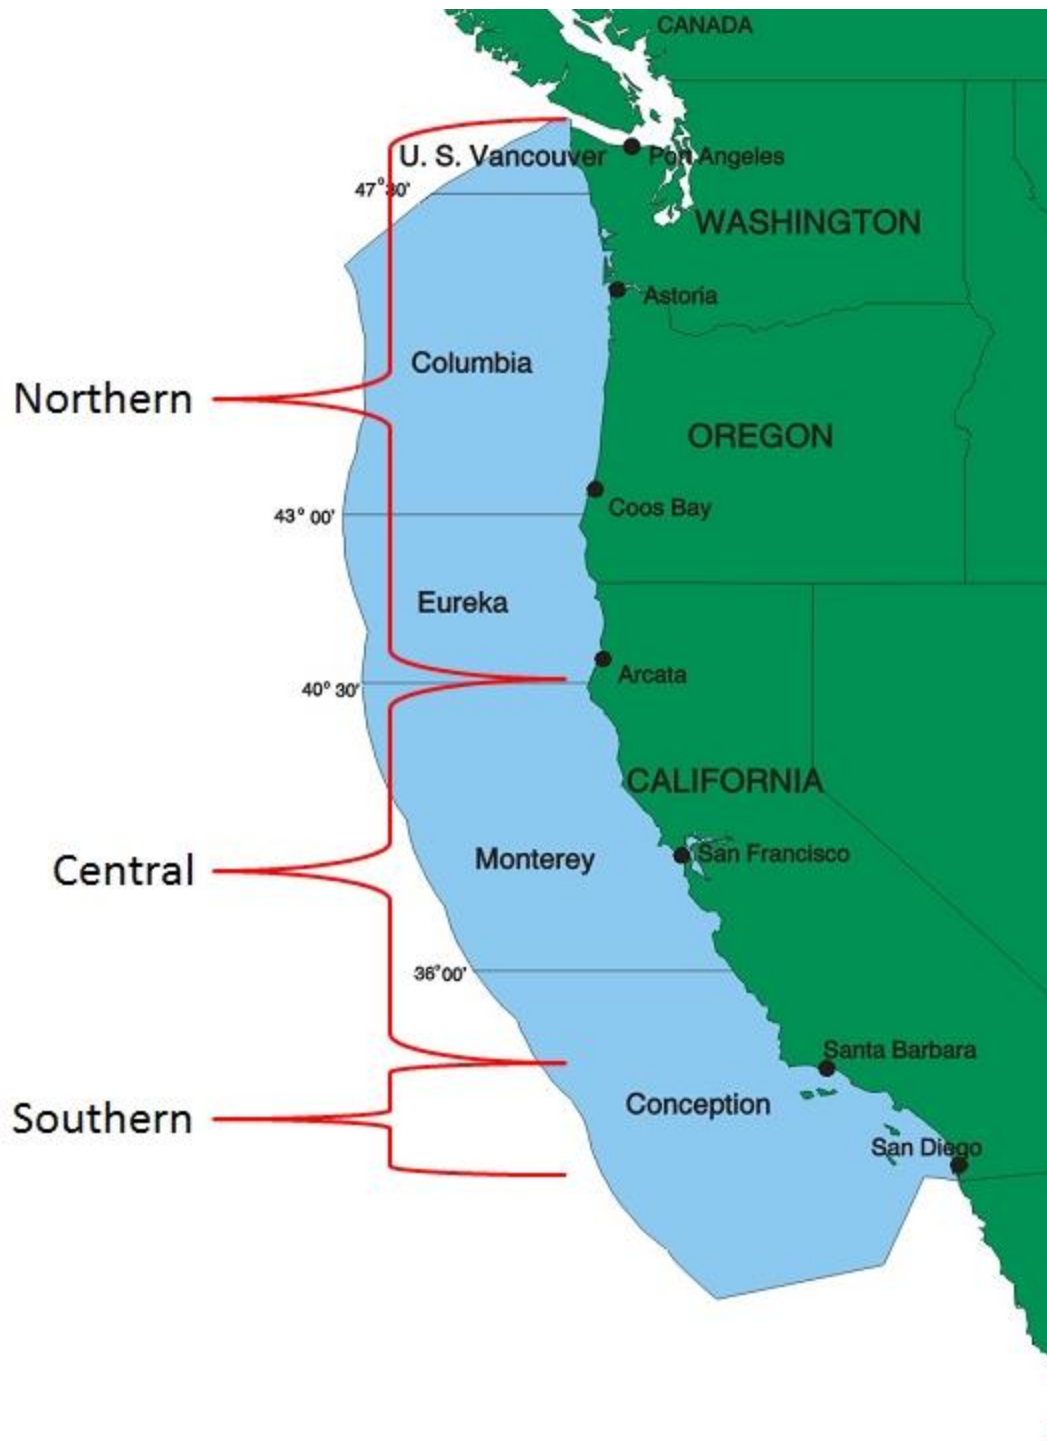 CANADA
U. S. Vancouver
Port Angeles
47°30'
WASHINGTON
Astoria
Columbia
Northern
OREGON
Coos Bay
43° 00'
Eureka
Arcata
40° 30'
CALIFORNIA
San Francisco
Monterey
Central
36°00'
Santa Barbara
Conception
Southern
San Diego